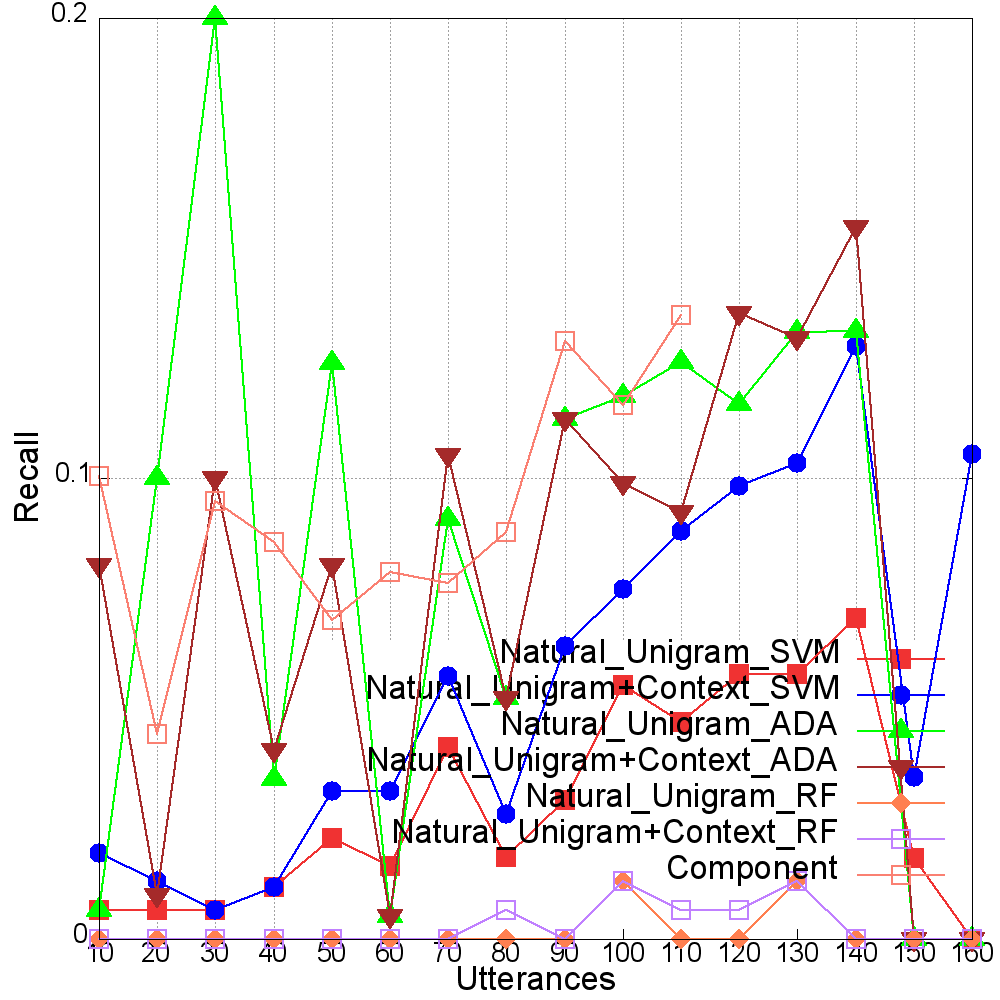 0.2
Recall
0.1
Natural_Unigram_SVM
Natural_Unigram+Context_SVM
Natural_Unigram_ADA
Natural_Unigram+Context_ADA
Natural_Unigram_RF
Natural_Unigram+Context_RF
Component
0
10 20 30 40 50 60 70 80 90 100 110 120 130 140 150 160
Utterances